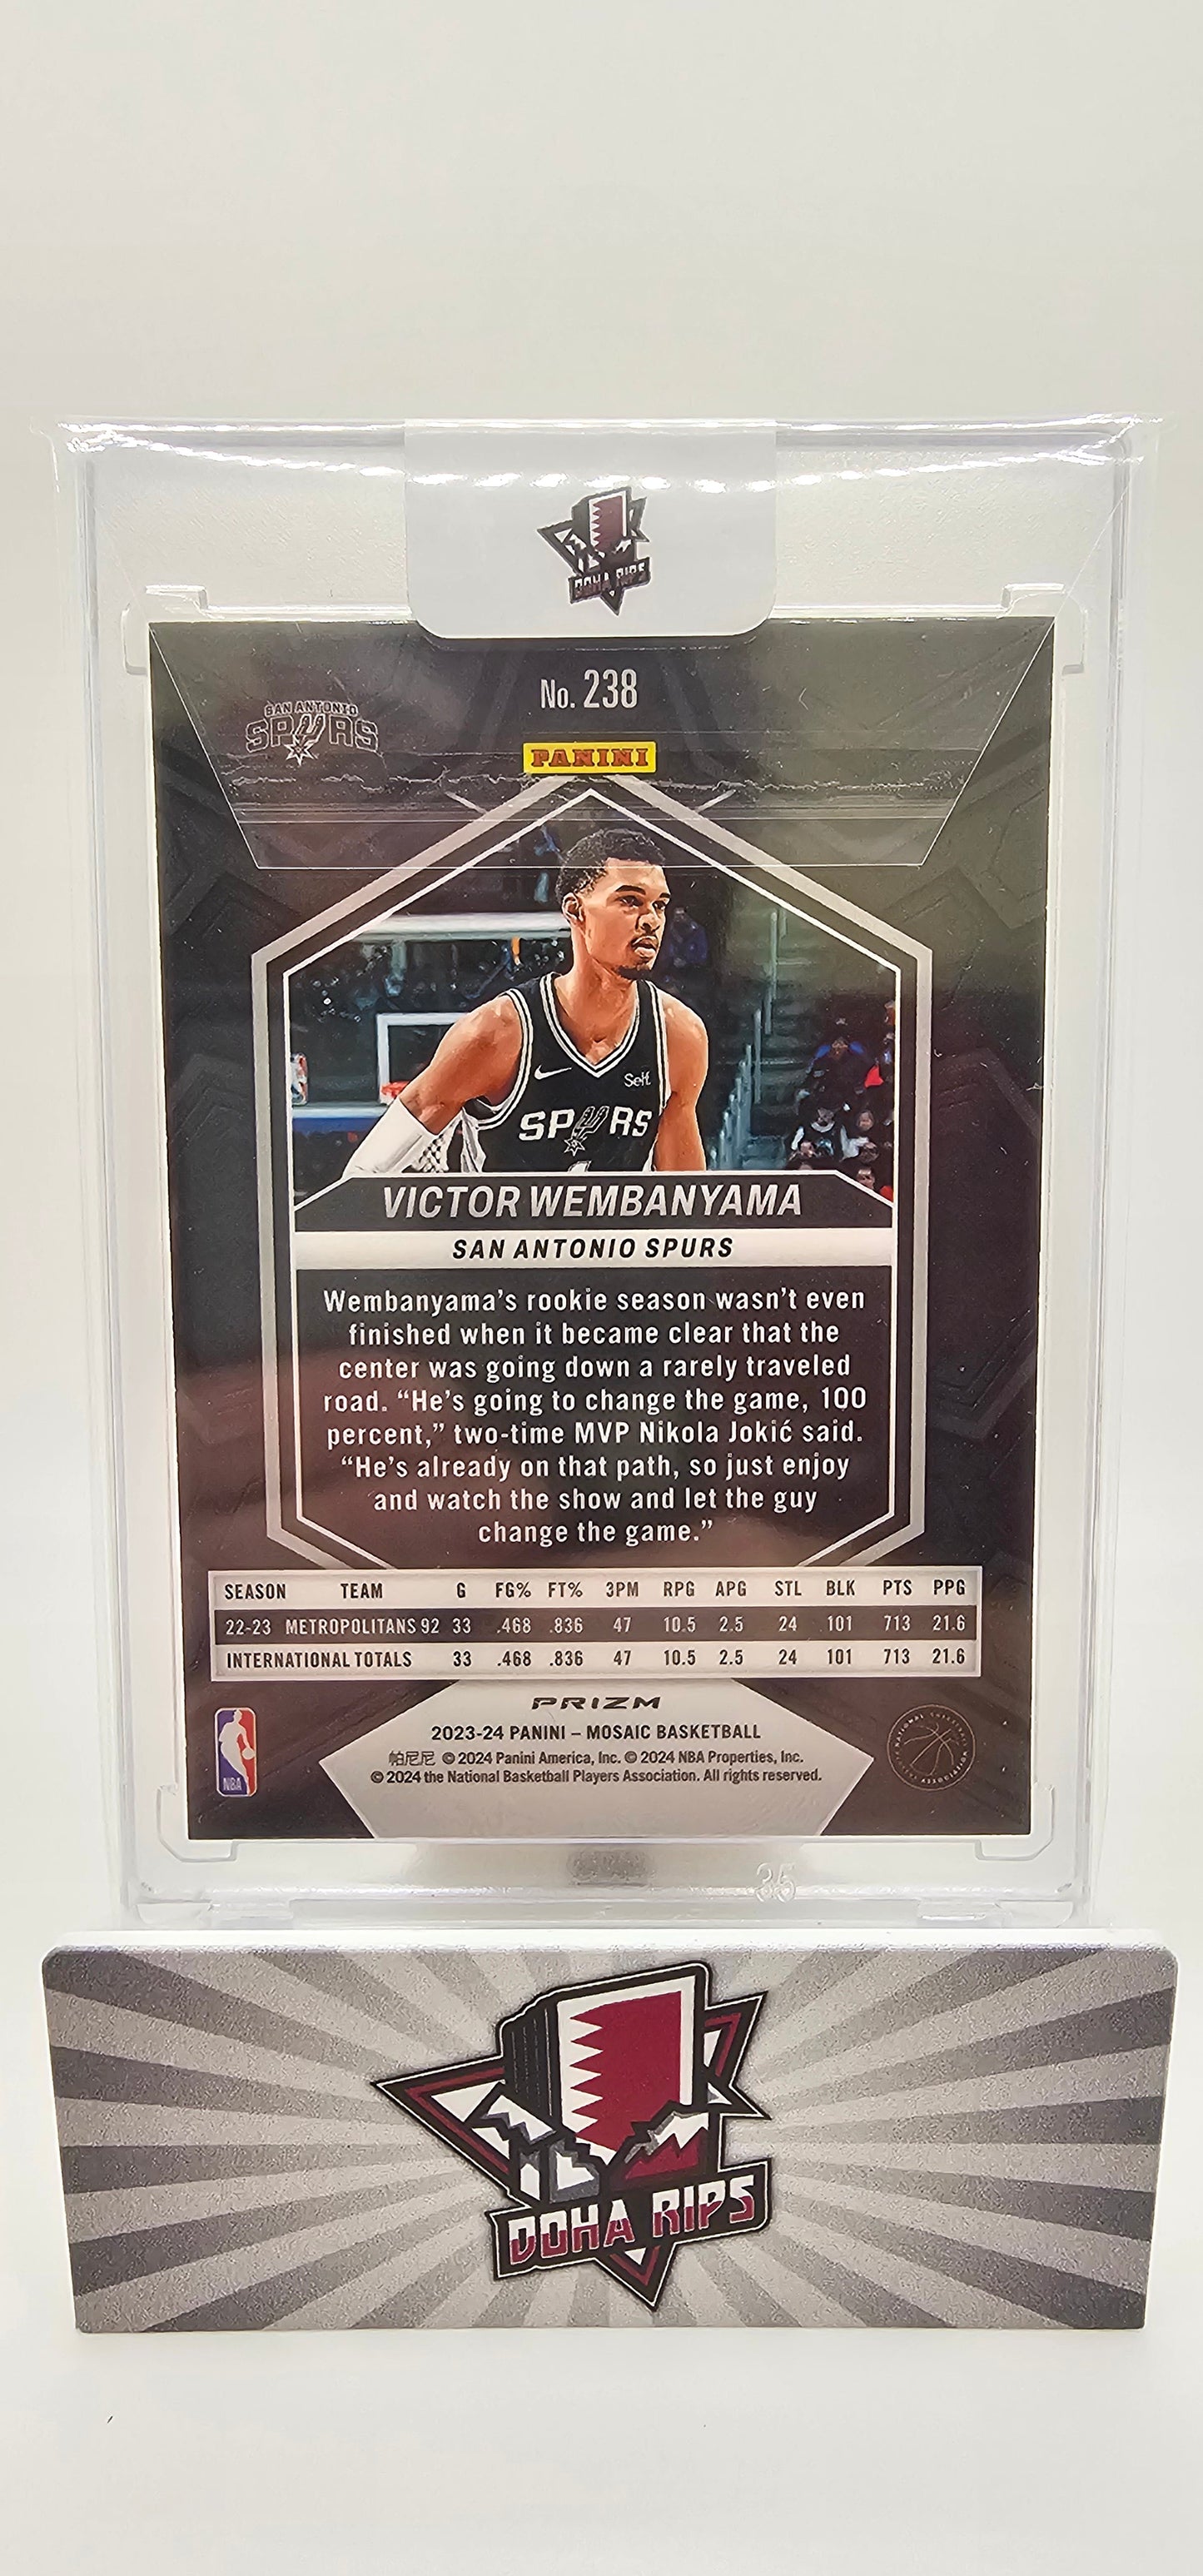 DOHA RIPS
No. 238
SAN ANTONIO
SPURS
PANINI
Self
SPURS
VICTOR WEMBANYAMA
SAN ANTONIO SPURS
Wembanyama's rookie season wasn't even
finished when it became clear that the
center was going down a rarely traveled
road. “He's going to change the game, 100
percent,” two-time MVP Nikola Jokić said.
“He's already on that path, so just enjoy
and watch the show and let the guy
change the game.”
SEASON TEAM G FG% FT% 3PM RPG APG STL BLK PTS PPG
22-23 METROPOLITANS 92 33 .468 .836 47 10.5 2.5 24 101 713 21.6
INTERNATIONAL TOTALS 33 .468 .836 47 10.5 2.5 24 101 713 21.6
PRIZM
2023-24 PANINI – MOSAIC BASKETBALL
帕尼尼 © 2024 Panini America, Inc. © 2024 NBA Properties, Inc.
© 2024 the National Basketball Players Association. All rights reserved.
NBA
35
DOHA RIPS